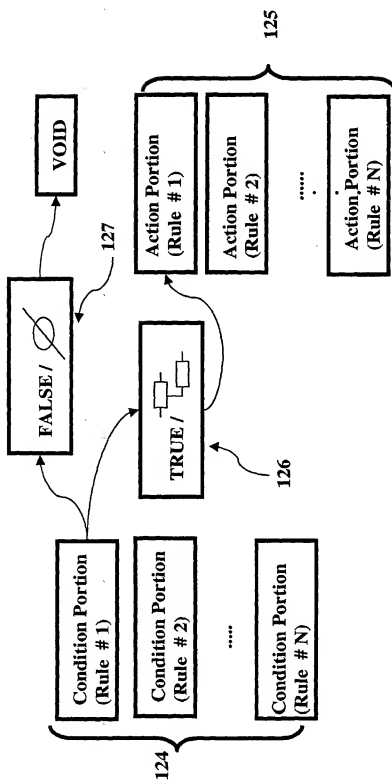 124
Condition Portion
(Rule # 1)
Condition Portion
(Rule # 2)
.....
Condition Portion
(Rule # N)
FALSE /
127
VOID
TRUE /
126
Action Portion
(Rule # 1)
Action Portion
(Rule # 2)
......
Action Portion
(Rule # N)
125